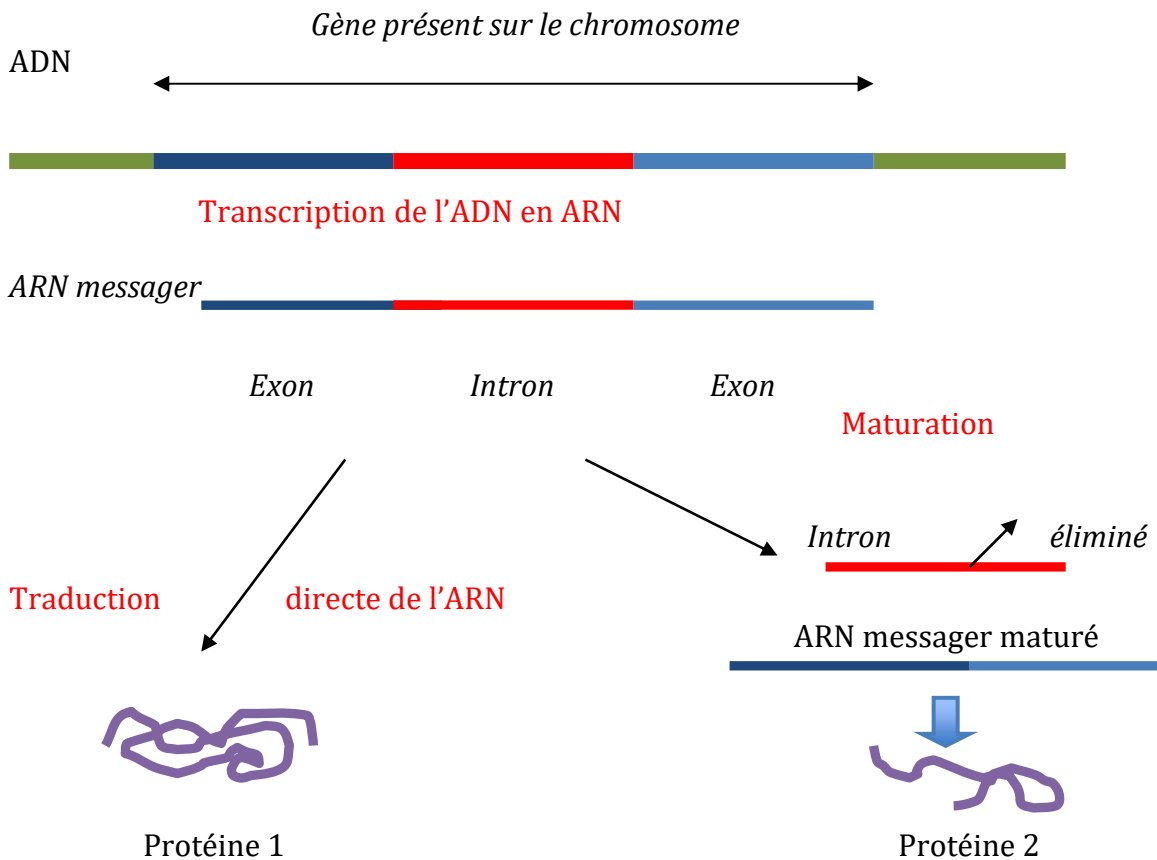 Gène présent sur le chromosome
ADN
Transcription de l’ADN en ARN
ARN messager
Exon Intron Exon
Maturation
Intron éliminé
Traduction directe de l’ARN
ARN messager maturé
Protéine 1 Protéine 2